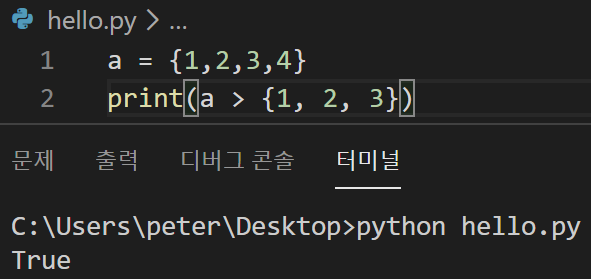 hello.py > ...
1 a = {1,2,3,4}
2 print(a > {1, 2, 3})
문제 출력 디버그 콘솔 터미널
C:\Users\peter\Desktop>python hello.py
True